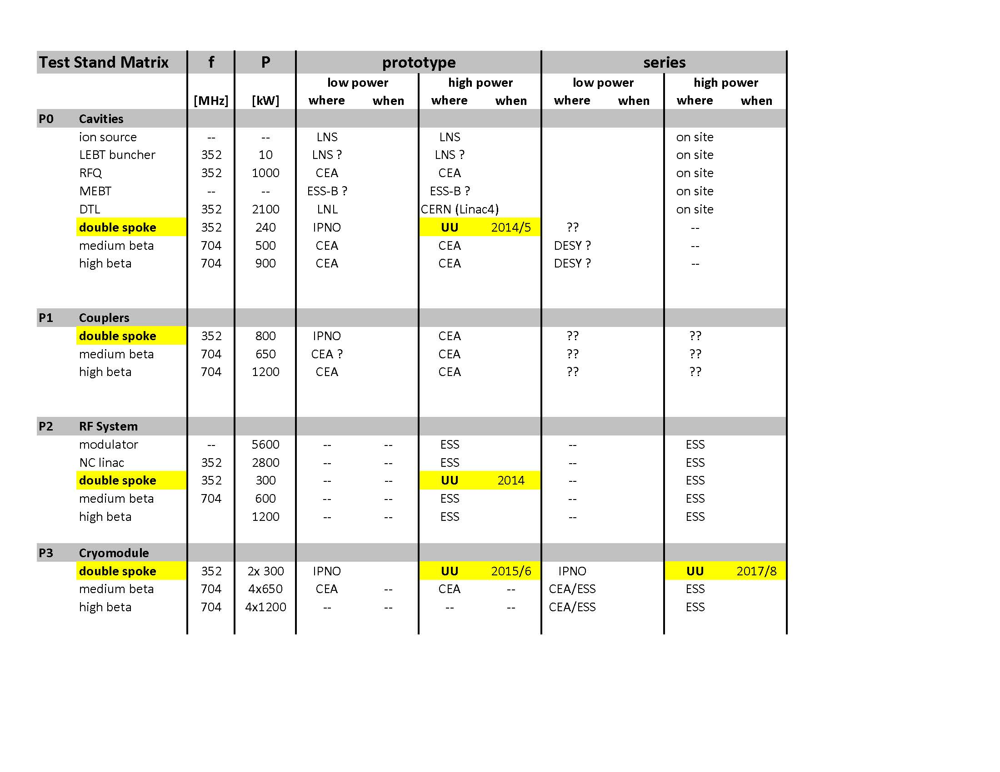 Test Stand Matrix f P prototype series
low power high power low power high power
[MHz] [kW] where when where when where when where when
P0 Cavities
ion source -- -- LNS LNS on site
LEBT buncher 352 10 LNS ? LNS ? on site
RFQ 352 1000 CEA CEA on site
MEBT -- -- ESS-B ? ESS-B ? on site
DTL 352 2100 LNL CERN (Linac4) on site
double spoke 352 240 IPNO UU 2014/5 ?? --
medium beta 704 500 CEA CEA DESY ? --
high beta 704 900 CEA CEA DESY ? --
P1 Couplers
double spoke 352 800 IPNO CEA ?? ??
medium beta 704 650 CEA ? CEA ?? ??
high beta 704 1200 CEA CEA ?? ??
P2 RF System
modulator -- 5600 -- -- ESS -- ESS
NC linac 352 2800 -- -- ESS -- ESS
double spoke 352 300 -- -- UU 2014 -- ESS
medium beta 704 600 -- -- ESS -- ESS
high beta 1200 -- -- ESS -- ESS
P3 Cryomodule
double spoke 352 2x 300 IPNO UU 2015/6 IPNO UU 2017/8
medium beta 704 4x650 CEA -- CEA -- CEA/ESS ESS
high beta 704 4x1200 -- -- -- -- CEA/ESS ESS